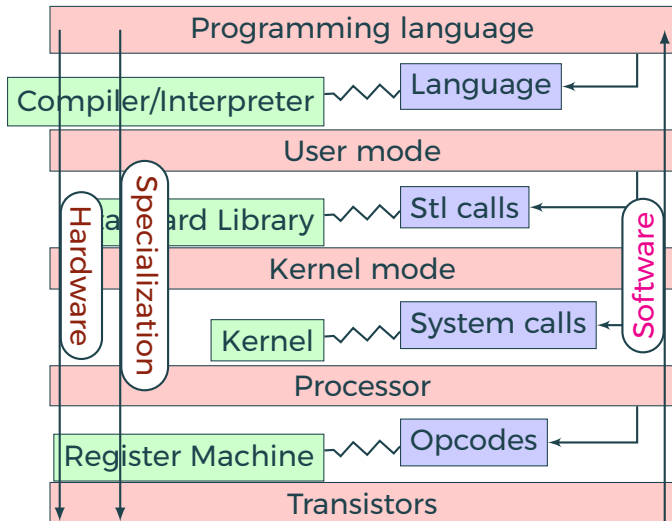 Programming language
Language
Compiler/Interpreter
User mode
Stl calls
Standard Library
Kernel mode
System calls
Kernel
Processor
Opcodes
Register Machine
Transistors
Hardware
Specialization
Software